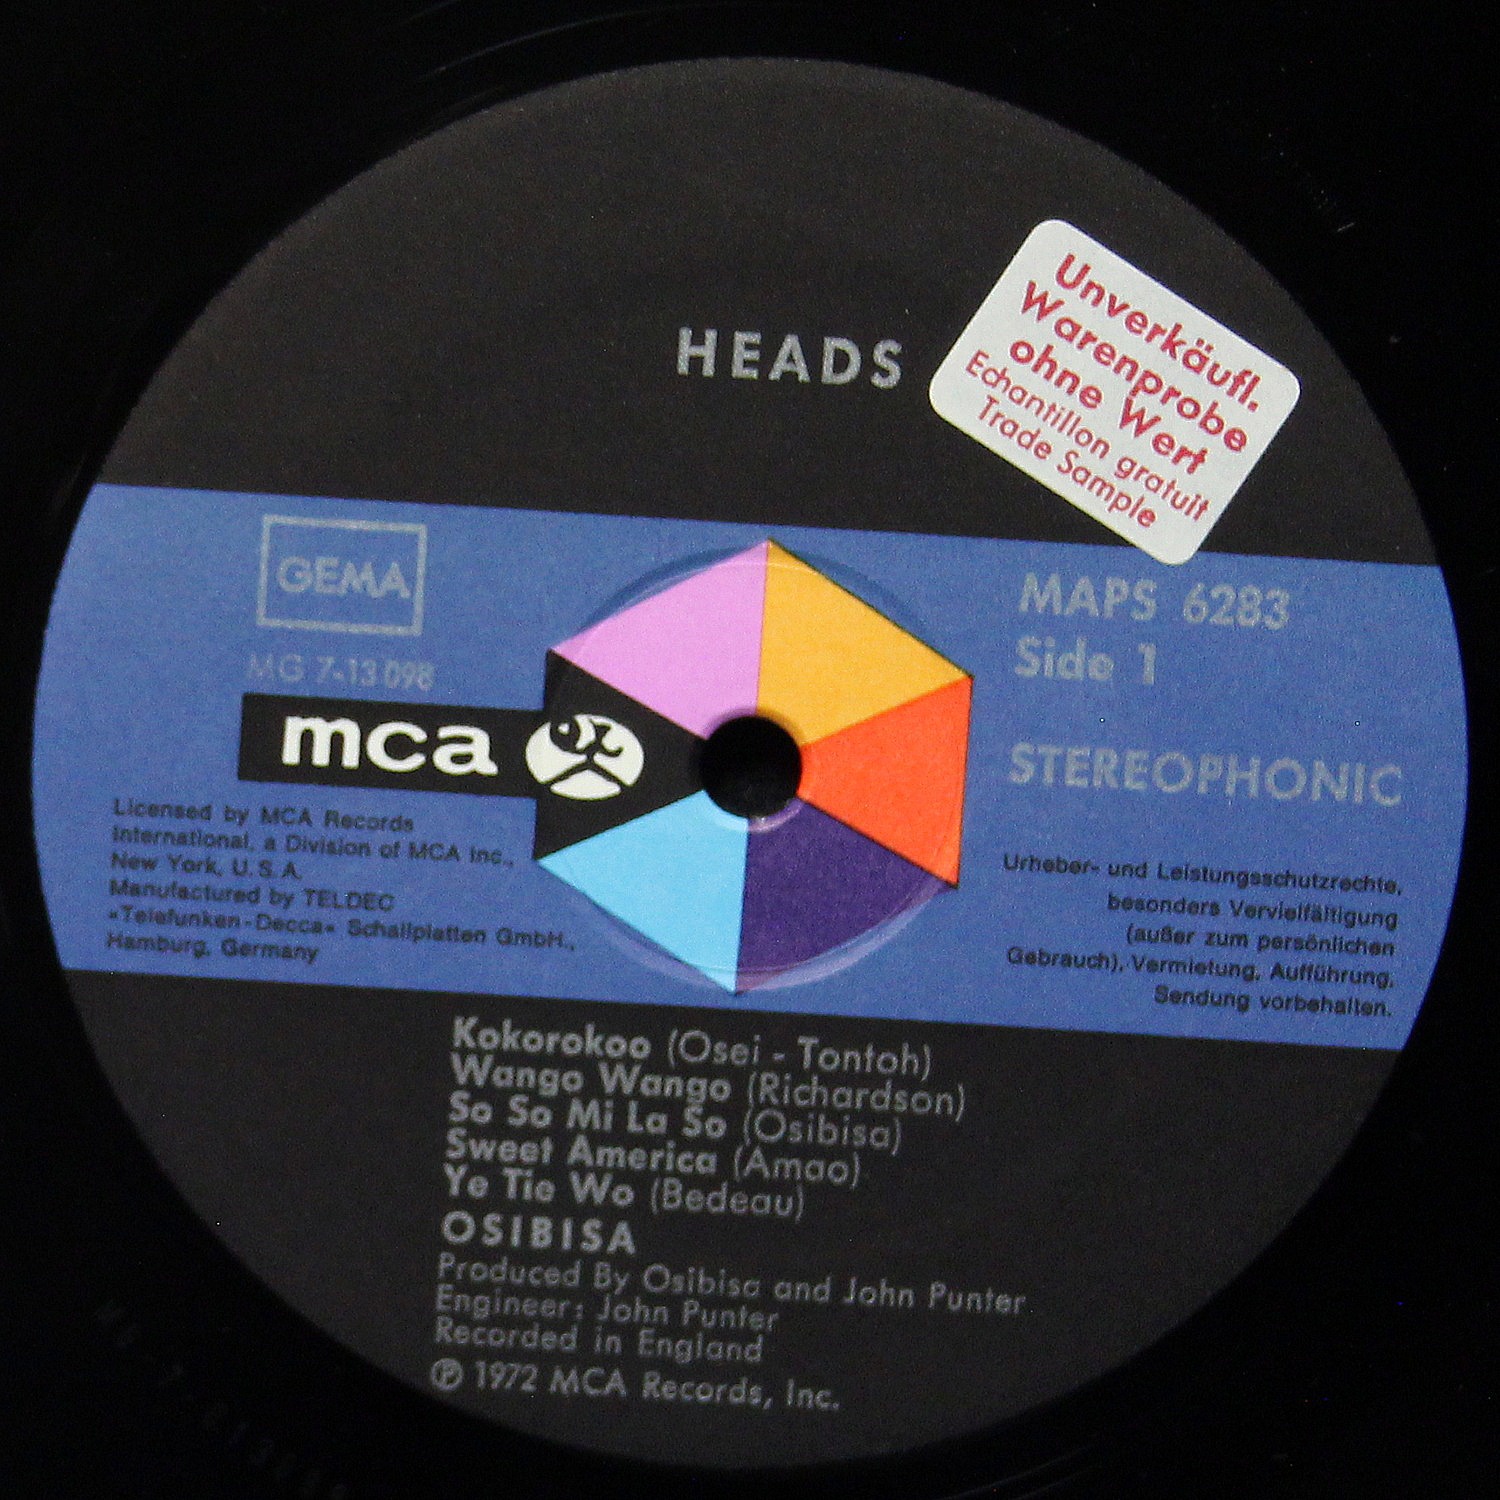 HEADS
Unverkäufl.
Warenprobe
ohne Wert
Echantillon gratuit
Trade Sample
GEMA
MG 7-13 098
mca
MAPS 6283
Side 1
STEREOPHONIC
Licensed by MCA Records
International, a Division of MCA Inc.,
New York, U.S.A.
Manufactured by TELDEC
»Telefunken-Decca« Schallplatten GmbH.,
Hamburg, Germany
Urheber- und Leistungsschutzrechte,
besonders Vervielfältigung
(außer zum persönlichen
Gebrauch), Vermietung, Aufführung,
Sendung vorbehalten.
Kokorokoo (Osei - Tontoh)
Wango Wango (Richardson)
So So Mi La So (Osibisa)
Sweet America (Amao)
Ye Tie Wo (Bedeau)
OSIBISA
Produced By Osibisa and John Punter
Engineer: John Punter
Recorded in England
℗ 1972 MCA Records, Inc.